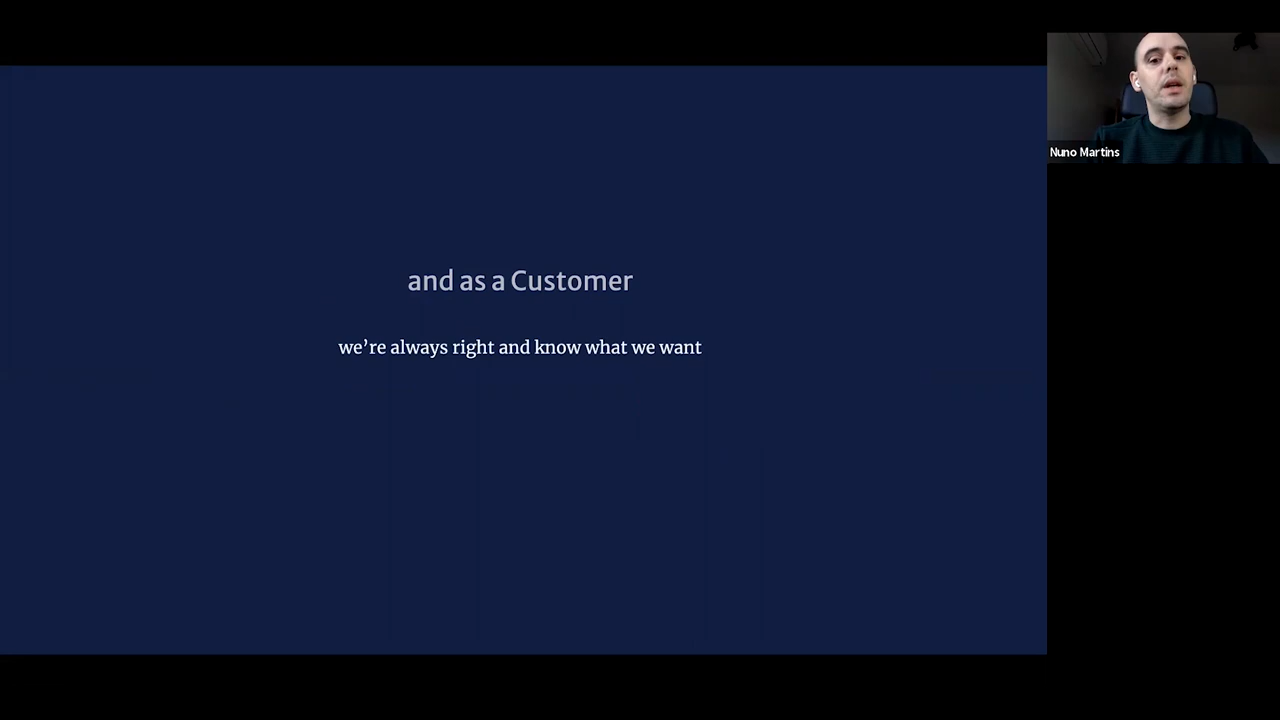 and as a Customer
we’re always right and know what we want
Nuno Martins